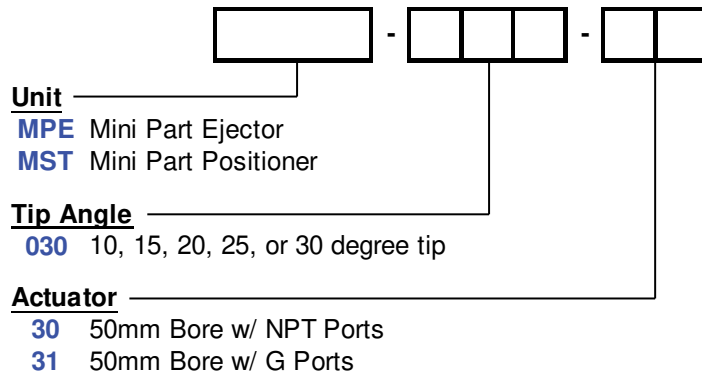 - -
Unit
MPE Mini Part Ejector
MST Mini Part Positioner
Tip Angle
030 10, 15, 20, 25, or 30 degree tip
Actuator
30 50mm Bore w/ NPT Ports
31 50mm Bore w/ G Ports